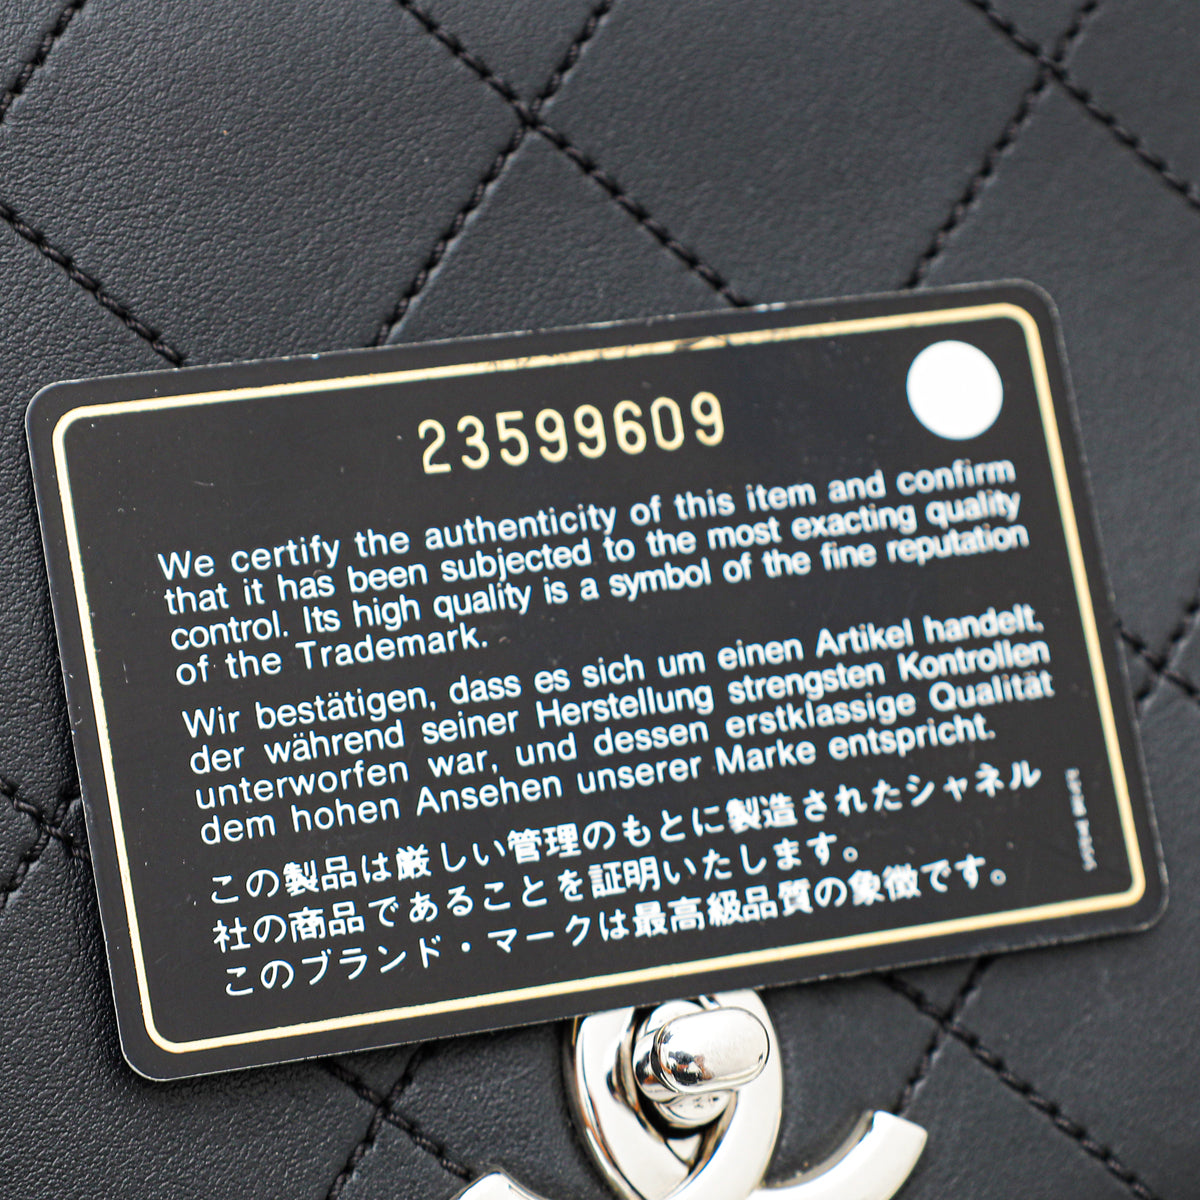 23599609
We certify the authenticity of this item and confirm
that it has been subjected to the most exacting quality
control. Its high quality is a symbol of the fine reputation
of the Trademark.
Wir bestätigen, dass es sich um einen Artikel handelt,
der während seiner Herstellung strengsten Kontrollen
unterworfen war, und dessen erstklassige Qualität
dem hohen Ansehen unserer Marke entspricht.
この製品は厳しい管理のもとに製造されたシャネル
社の商品であることを証明いたします。
このブランド・マークは最高級品質の象徴です。